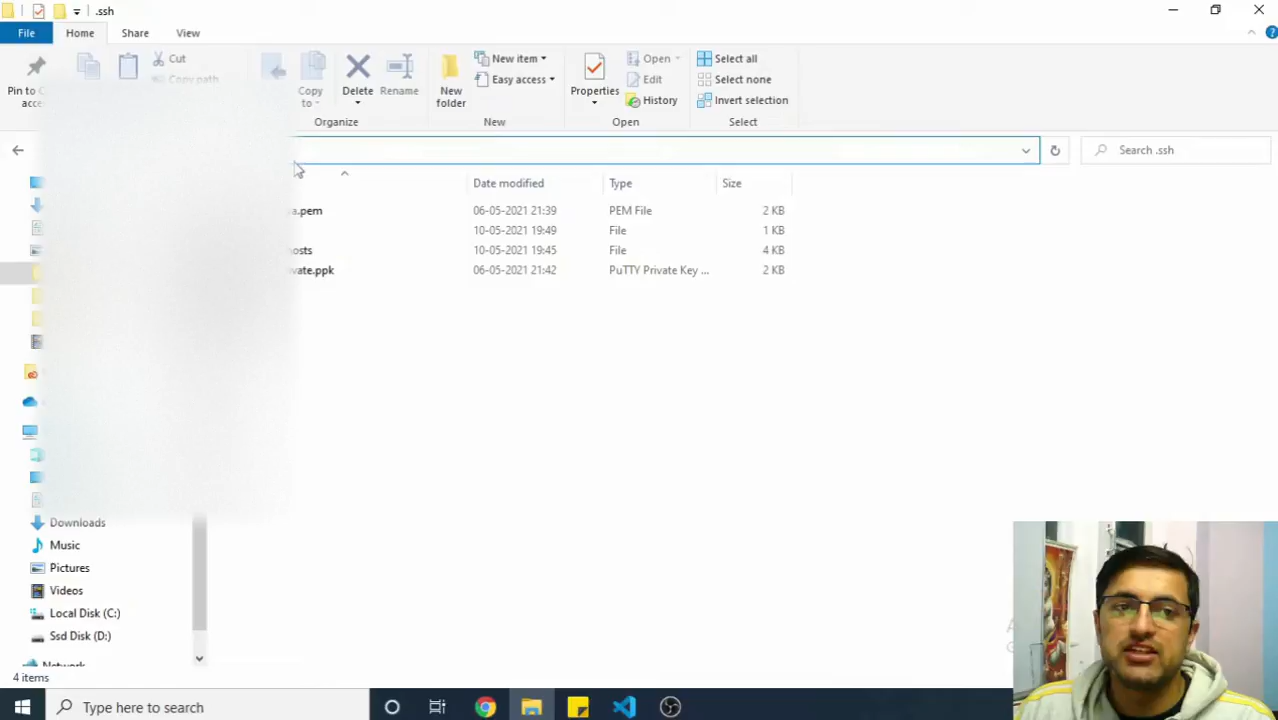 .ssh
File Home Share View
Pin to C
acce
Cut
Copy path
Copy
to
Delete
Rename
New
folder
New item
Easy access
Properties
Open
Edit
History
Select all
Select none
Invert selection
Organize New Open Select
Search .ssh
Date modified Type Size
a.pem 06-05-2021 21:39 PEM File 2 KB
10-05-2021 19:49 File 1 KB
osts 10-05-2021 19:45 File 4 KB
vate.ppk 06-05-2021 21:42 PuTTY Private Key ... 2 KB
Downloads
Music
Pictures
Videos
Local Disk (C:)
Ssd Disk (D:)
Network
4 items
Type here to search